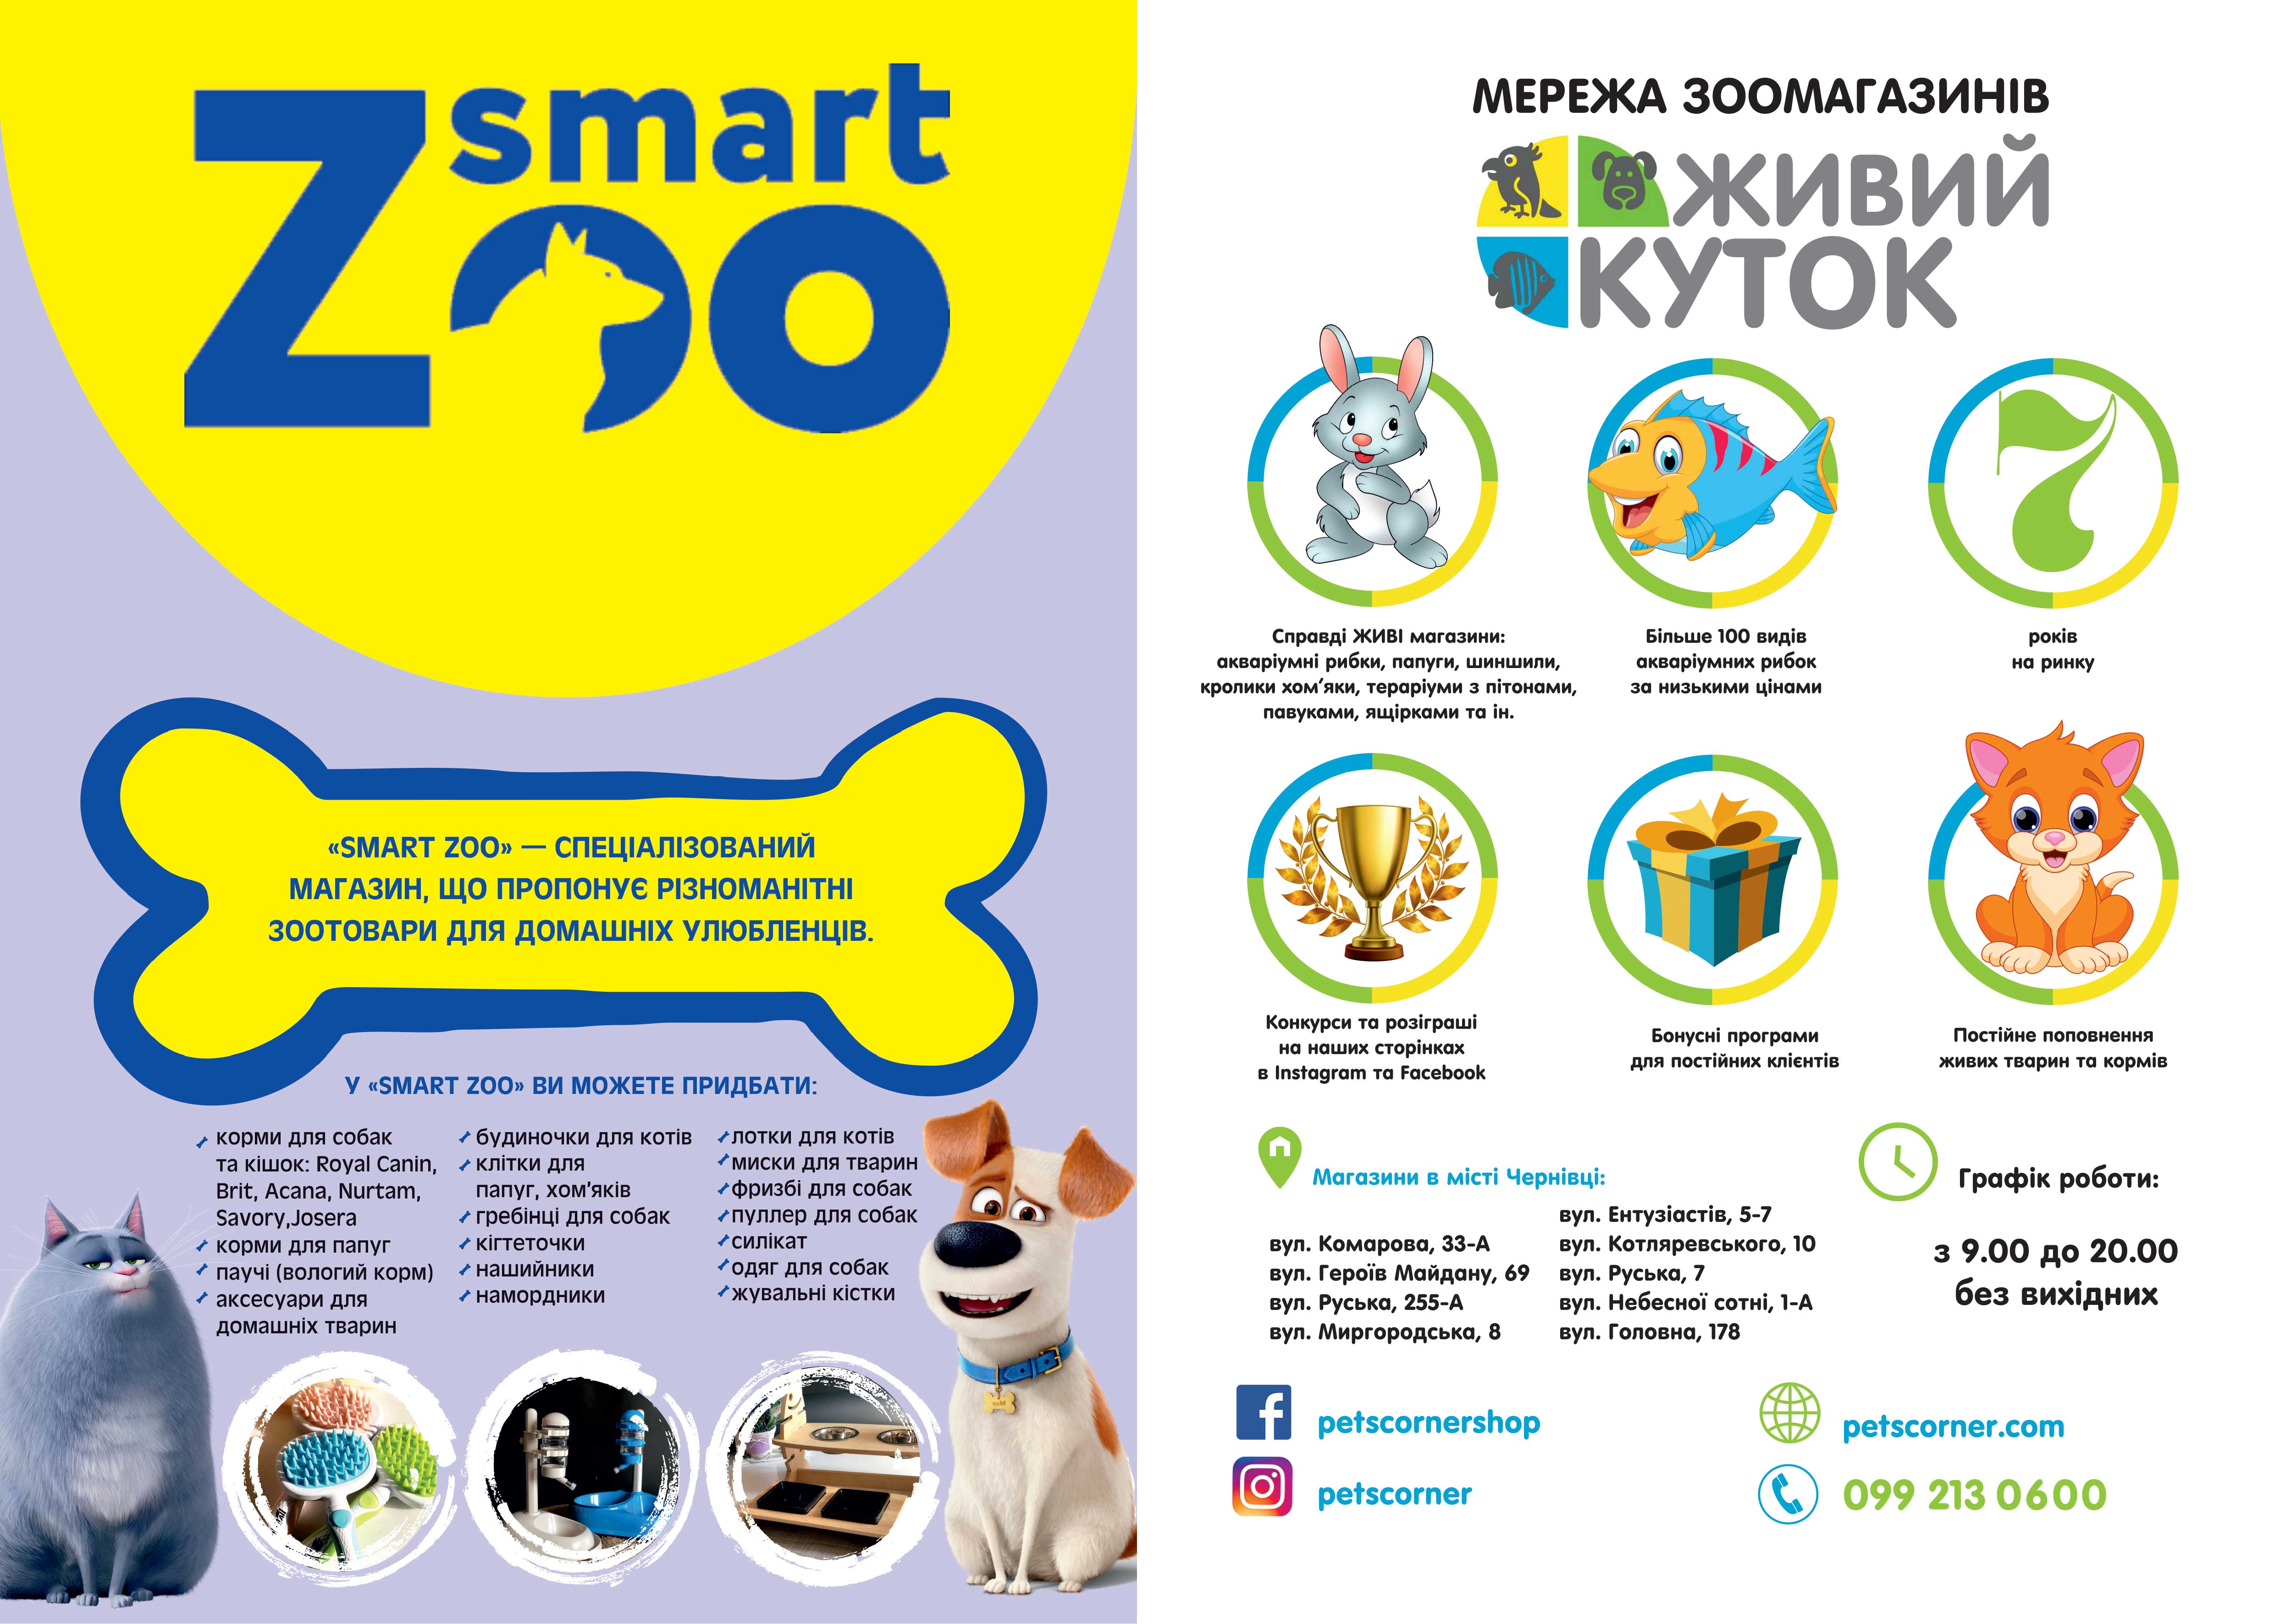 smart
Zoo
«SMART ZOO» — СПЕЦІАЛІЗОВАНИЙ
МАГАЗИН, ЩО ПРОПОНУЄ РІЗНОМАНІТНІ
ЗООТОВАРИ ДЛЯ ДОМАШНІХ УЛЮБЛЕНЦІВ.
У «SMART ZOO» ВИ МОЖЕТЕ ПРИДБАТИ:
корми для собак
та кішок: Royal Canin,
Brit, Acana, Nurtam,
Savory,Josera
корми для папуг
паучі (вологий корм)
аксесуари для
домашніх тварин
будиночки для котів
клітки для
папуг, хом’яків
гребінці для собак
кігтеточки
нашийники
намордники
лотки для котів
миски для тварин
фризбі для собак
пуллер для собак
силікат
одяг для собак
жувальні кістки
МЕРЕЖА ЗООМАГАЗИНІВ
ЖИВИЙ
КУТОК
Справді ЖИВІ магазини:
акваріумні рибки, папуги, шиншили,
кролики хом’яки, тераріуми з пітонами,
павуками, ящірками та ін.
Більше 100 видів
акваріумних рибок
за низькими цінами
7
років
на ринку
Конкурси та розіграші
на наших сторінках
в Instagram та Facebook
Бонусні програми
для постійних клієнтів
Постійне поповнення
живих тварин та кормів
Магазини в місті Чернівці:
вул. Комарова, 33-А
вул. Героїв Майдану, 69
вул. Руська, 255-А
вул. Миргородська, 8
вул. Ентузіастів, 5-7
вул. Котляревського, 10
вул. Руська, 7
вул. Небесної сотні, 1-А
вул. Головна, 178
Графік роботи:
з 9.00 до 20.00
без вихідних
petscornershop
petscorner
petscorner.com
099 213 0600